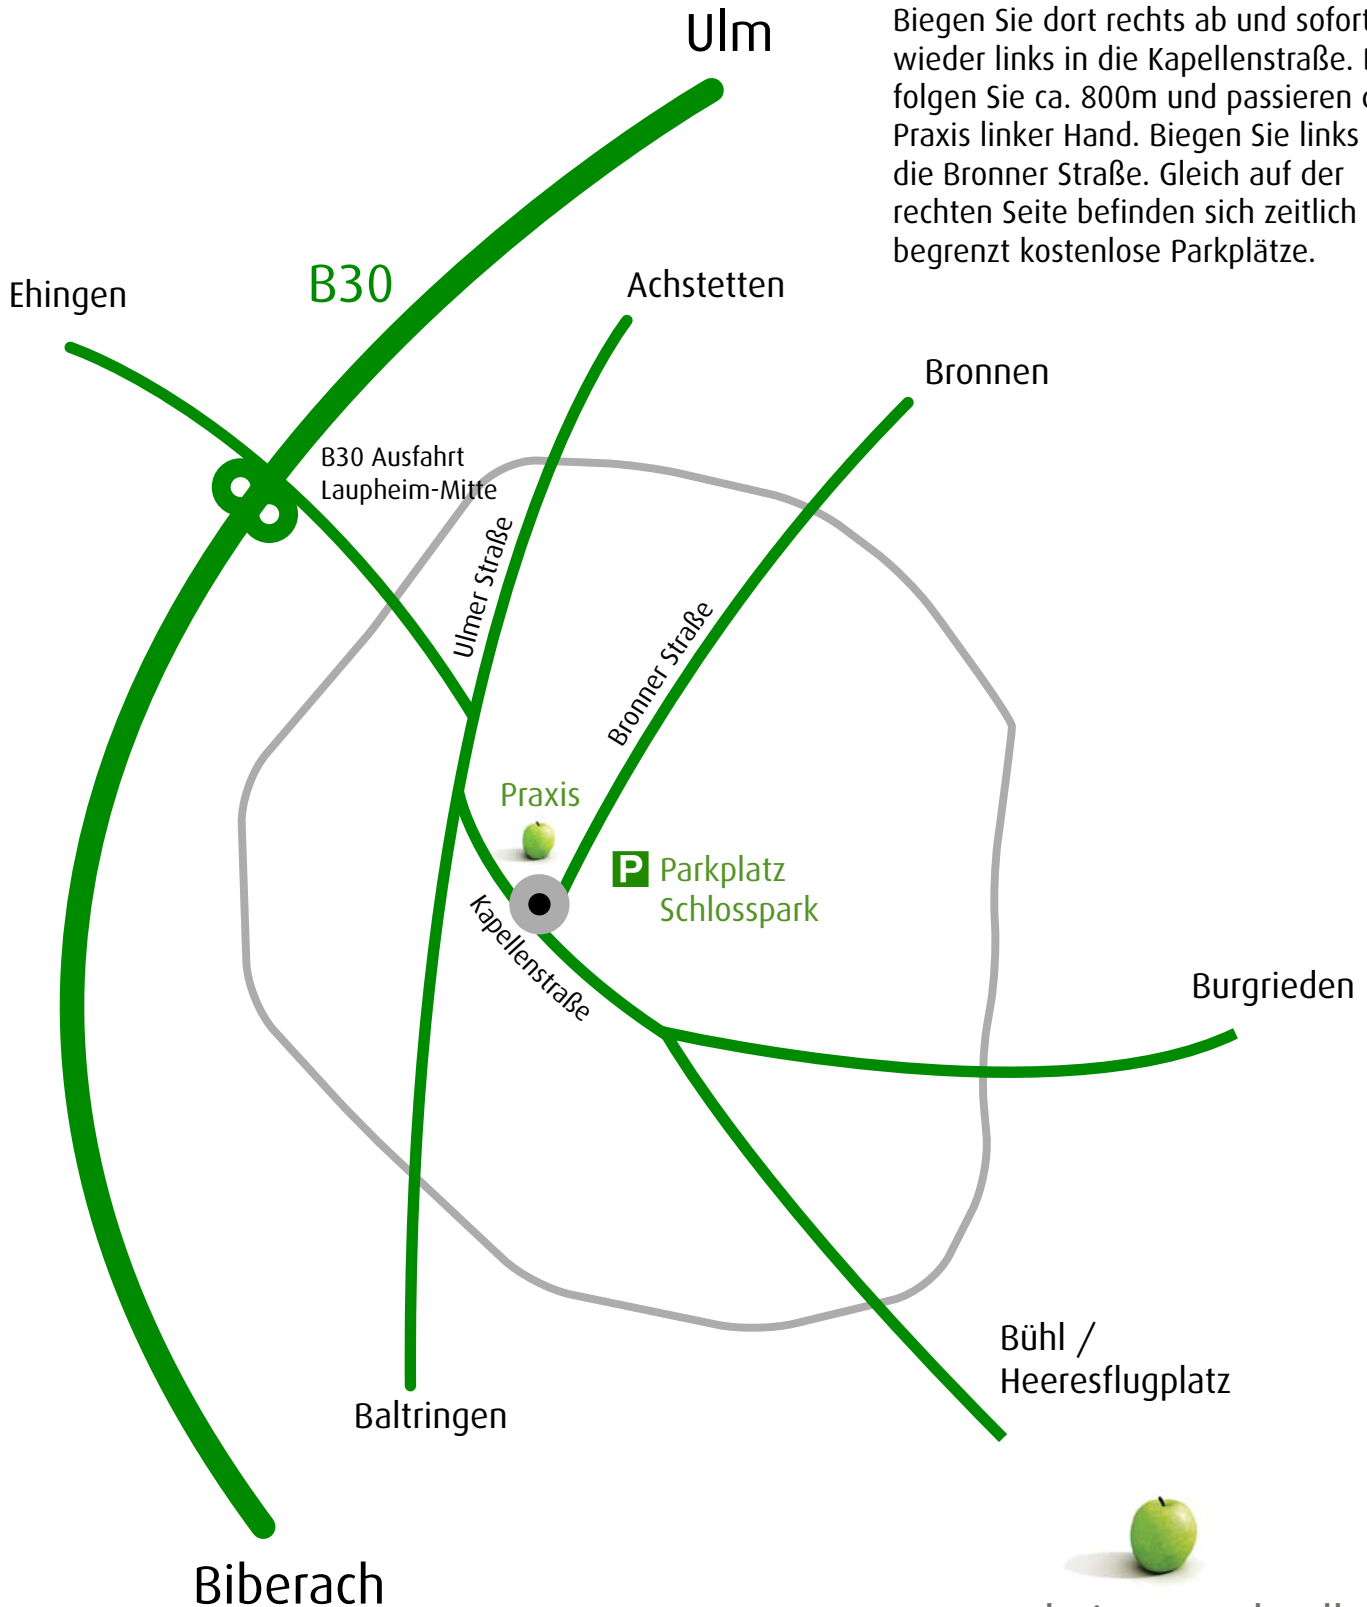 Ulm
Biegen Sie dort rechts ab und sofort
wieder links in die Kapellenstraße.
folgen Sie ca. 800m und passieren
Praxis linker Hand. Biegen Sie links
die Bronner Straße. Gleich auf der
rechten Seite befinden sich zeitlich
begrenzt kostenlose Parkplätze.
Ehingen
B30
Achstetten
Bronnen
B30 Ausfahrt
Laupheim-Mitte
Ulmer Straße
Bronner Straße
Praxis
P Parkplatz
Schlosspark
Kapellenstraße
Burgrieden
Bühl /
Heeresflugplatz
Baltringen
Biberach